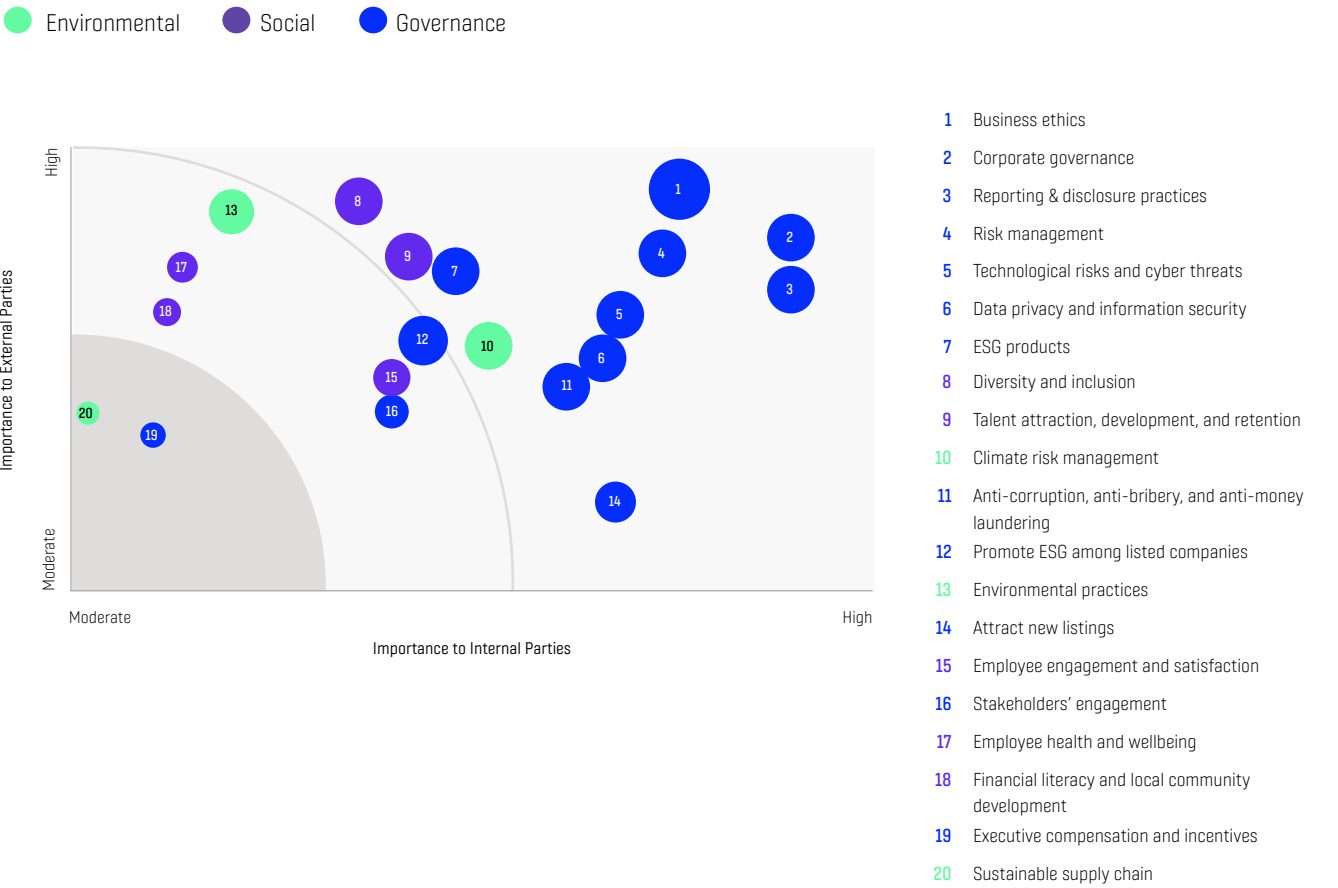 Environmental
Social
Governance
High
Importance to External Parties
Moderate
13
8
1
9
7
4
2
17
3
18
5
12
10
6
15
11
16
20
19
14
Moderate
High
Importance to Internal Parties
1 Business ethics
2 Corporate governance
3 Reporting & disclosure practices
4 Risk management
5 Technological risks and cyber threats
6 Data privacy and information security
7 ESG products
8 Diversity and inclusion
9 Talent attraction, development, and retention
10 Climate risk management
11 Anti-corruption, anti-bribery, and anti-money
laundering
12 Promote ESG among listed companies
13 Environmental practices
14 Attract new listings
15 Employee engagement and satisfaction
16 Stakeholders’ engagement
17 Employee health and wellbeing
18 Financial literacy and local community
development
19 Executive compensation and incentives
20 Sustainable supply chain